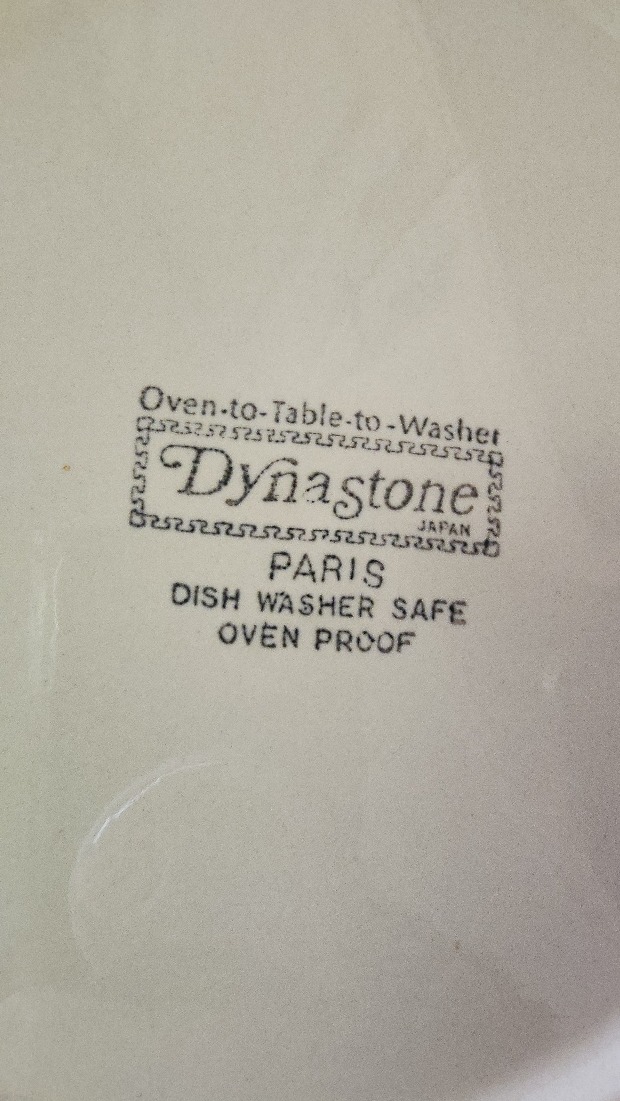 Oven-to-Table-to-Washer
Dynastone
JAPAN
PARIS
DISH WASHER SAFE
OVEN PROOF